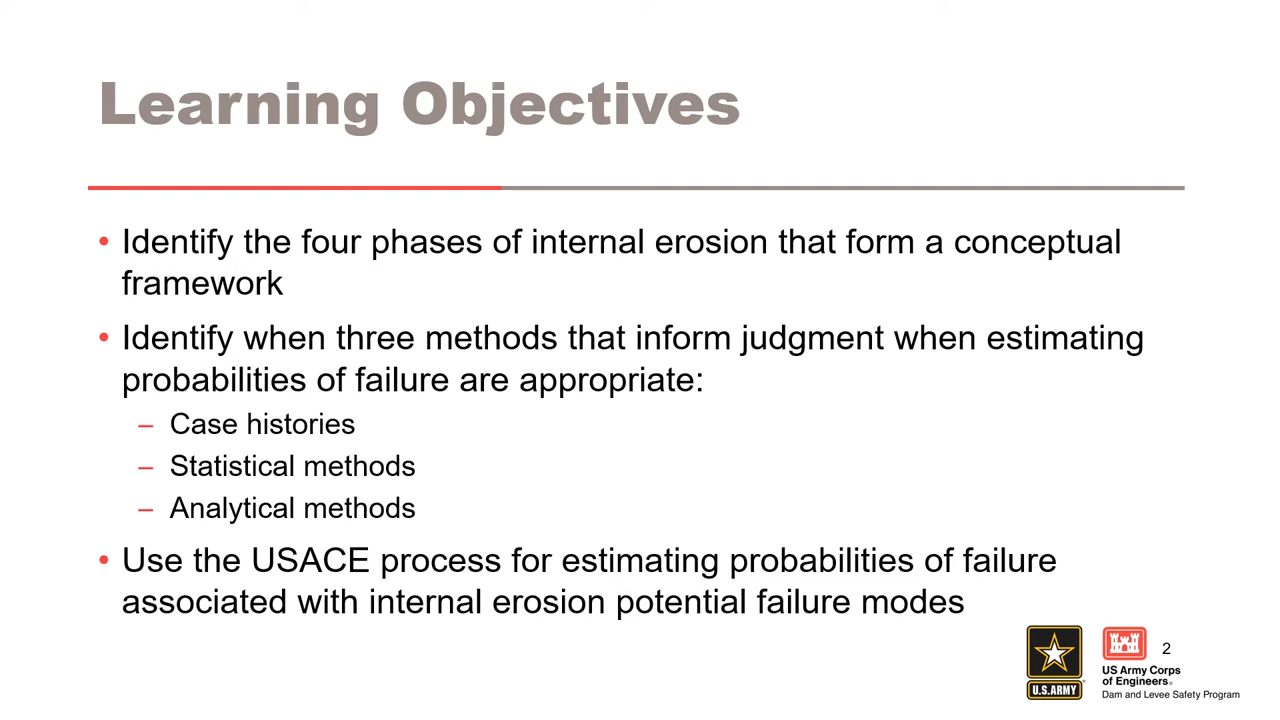 Learning Objectives
• Identify the four phases of internal erosion that form a conceptual
framework
• Identify when three methods that inform judgment when estimating
probabilities of failure are appropriate:
– Case histories
– Statistical methods
– Analytical methods
• Use the USACE process for estimating probabilities of failure
associated with internal erosion potential failure modes
2
U.S.ARMY
US Army Corps
of Engineers®
Dam and Levee Safety Program